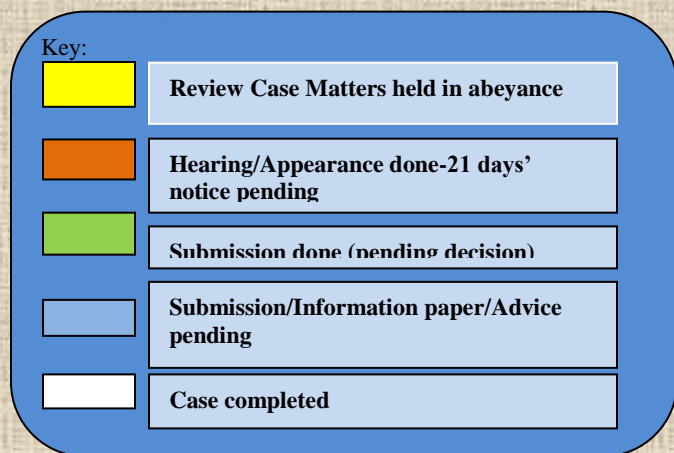 Key:
Review Case Matters held in abeyance
Hearing/Appearance done-21 days’
notice pending
Submission done (pending decision)
Submission/Information paper/Advice
pending
Case completed